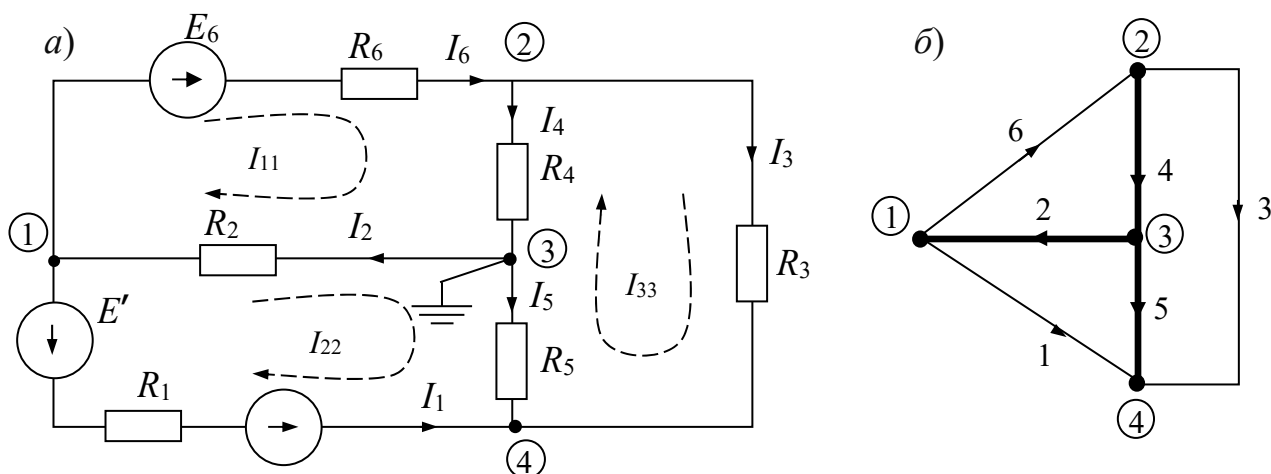 а)
E6
R6
I6
②
I4
I11
R4
I3
①
R2
I2
③
R3
I33
E′
I5
I22
R5
R1
I1
④
б)
②
6
4
3
①
2
③
5
1
④